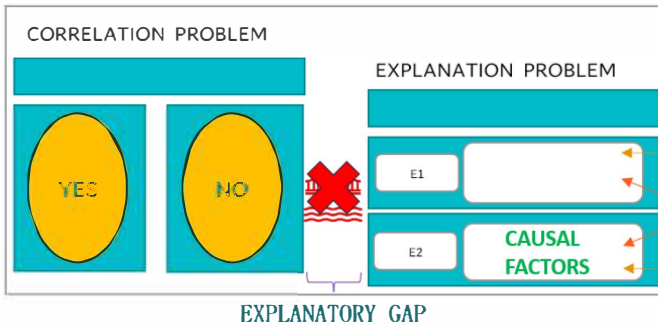 CORRELATION PROBLEM
YES
NO
EXPLANATION PROBLEM
E1
E2
CAUSAL
FACTORS
EXPLANATORY GAP